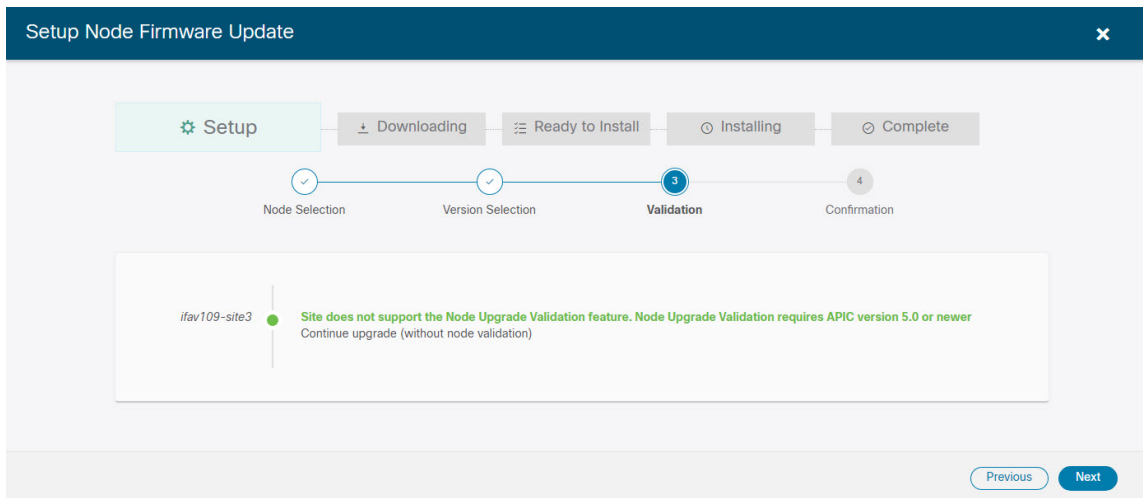 Setup Node Firmware Update
Setup
Downloading
Ready to Install
Installing
Complete
3
4
Node Selection
Version Selection
Validation
Confirmation
ifav109-site3
Site does not support the Node Upgrade Validation feature. Node Upgrade Validation requires APIC version 5.0 or newer
Continue upgrade (without node validation)
Previous
Next